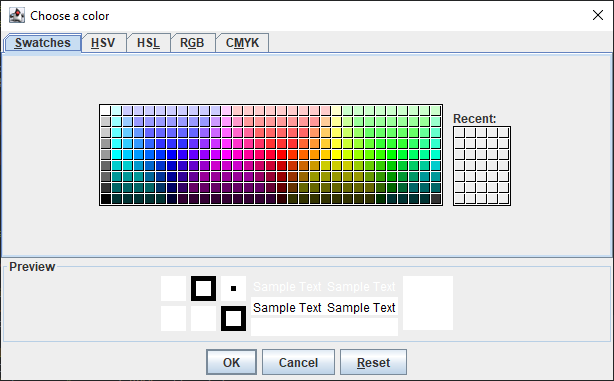 Choose a color
Swatches HSV HSL RGB CMYK
Recent:
Preview
Sample Text Sample Text
Sample Text Sample Text
OK Cancel Reset